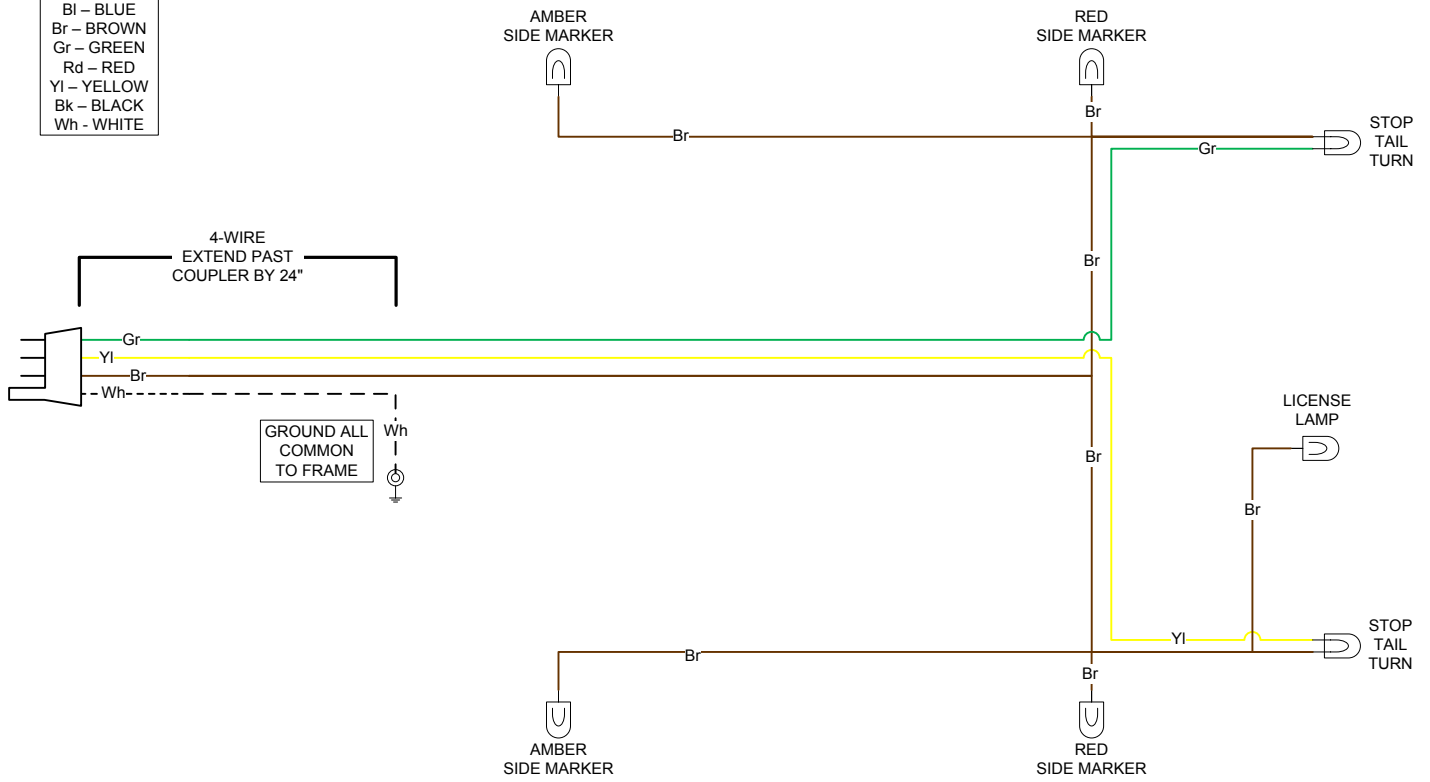 Bl – BLUE
Br – BROWN
Gr – GREEN
Rd – RED
Yl – YELLOW
Bk – BLACK
Wh - WHITE
AMBER
SIDE MARKER
RED
SIDE MARKER
Br
Br
STOP
TAIL
TURN
Gr
4-WIRE
EXTEND PAST
COUPLER BY 24"
Br
Gr
Yl
Br
Wh
GROUND ALL
COMMON
TO FRAME
Wh
LICENSE
LAMP
Br
Br
STOP
TAIL
TURN
Yl
Br
Br
AMBER
SIDE MARKER
RED
SIDE MARKER